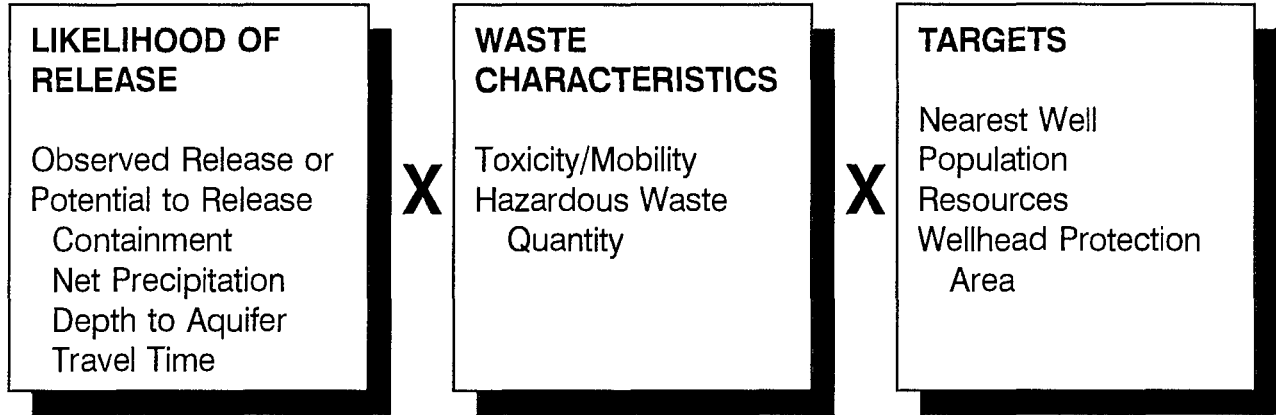 LIKELIHOOD OF
RELEASE
Observed Release or
Potential to Release
Containment
Net Precipitation
Depth to Aquifer
Travel Time
X
WASTE
CHARACTERISTICS
Toxicity/Mobility
Hazardous Waste
Quantity
X
TARGETS
Nearest Well
Population
Resources
Wellhead Protection
Area